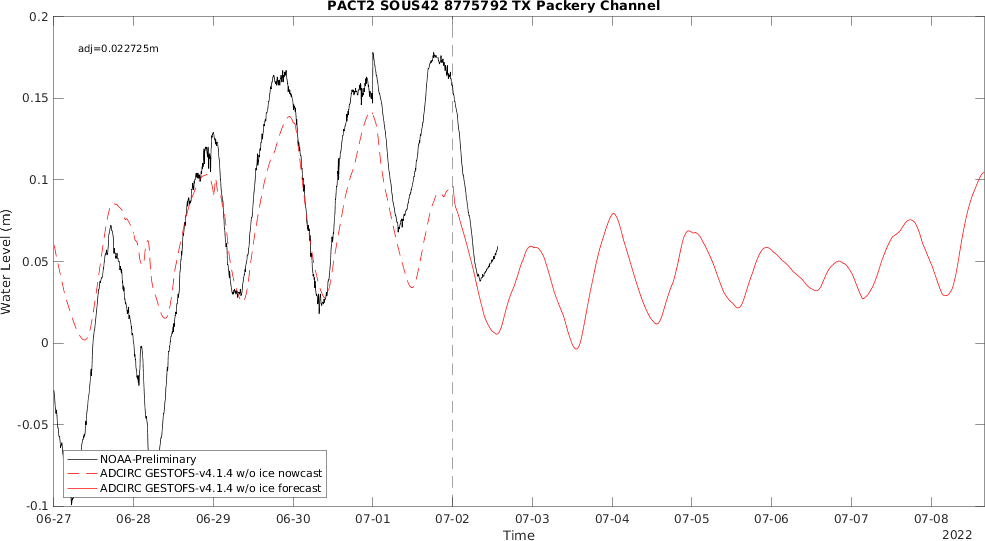 PACT2 SOUS42 8775792 TX Packery Channel
adj=0.022725m
0.2
0.15
0.1
0.05
0
-0.05
-0.1
Water Level (m)
NOAA-Preliminary
ADCIRC GESTOFS-v4.1.4 w/o ice nowcast
ADCIRC GESTOFS-v4.1.4 w/o ice forecast
06-27 06-28 06-29 06-30 07-01 07-02 07-03 07-04 07-05 07-06 07-07 07-08
Time
2022